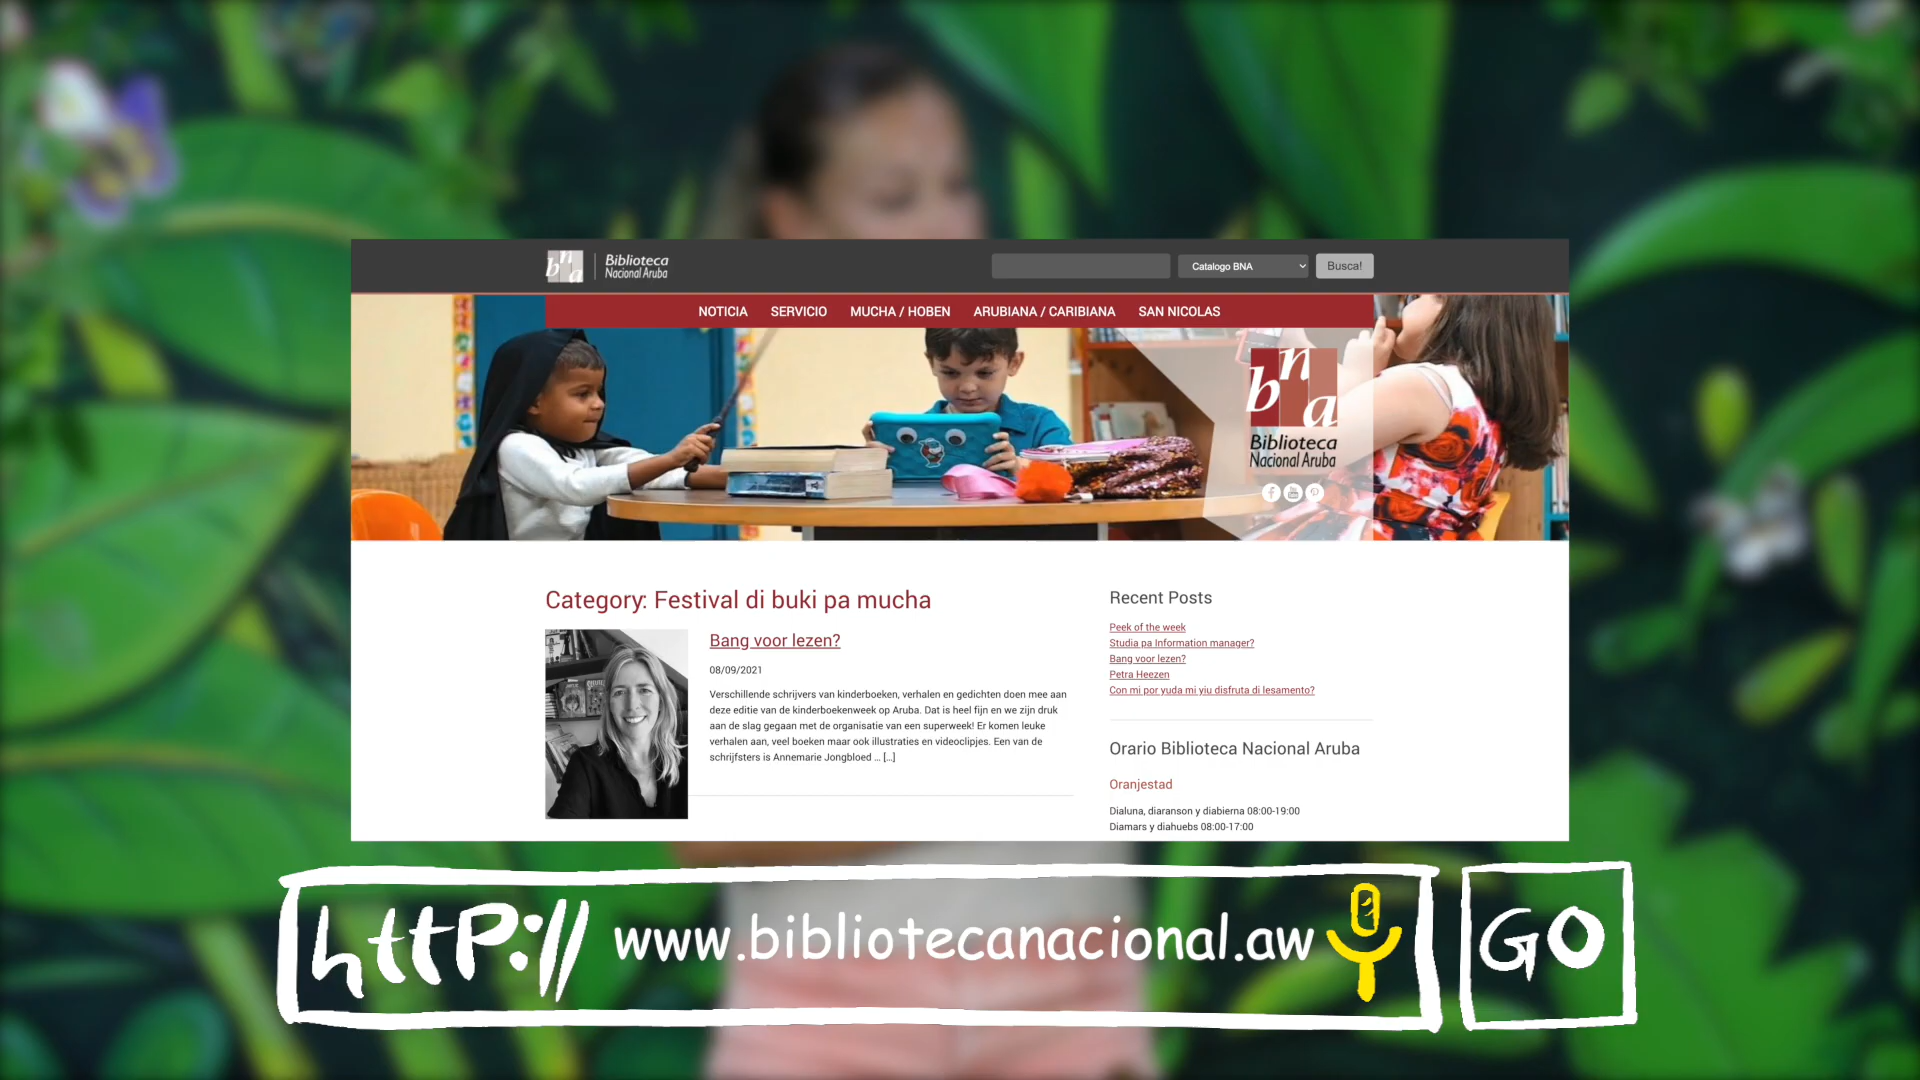 bna
Biblioteca
Nacional Aruba
Catalogo BNA
Busca!
NOTICIA SERVICIO MUCHA / HOBEN ARUBIANA / CARIBIANA SAN NICOLAS
bna
Biblioteca
Nacional Aruba
Category: Festival di buki pa mucha
Bang voor lezen?
08/09/2021
Verschillende schrijvers van kinderboeken, verhalen en gedichten doen mee aan
deze editie van de kinderboekenweek op Aruba. Dat is heel fijn en we zijn druk
aan de slag gegaan met de organisatie van een superweek! Er komen leuke
verhalen aan, veel boeken maar ook illustraties en videoclipjes. Een van de
schrijfsters is Annemarie Jongbloed ... [...]
Recent Posts
Peek of the week
Studia pa Information manager?
Bang voor lezen?
Petra Heezen
Con mi por yuda mi yiu disfruta di lesamento?
Orario Biblioteca Nacional Aruba
Oranjestad
Dialuna, diaranson y diabierna 08:00-19:00
Diamars y diahuebs 08:00-17:00
http:// www.bibliotecanacional.aw GO